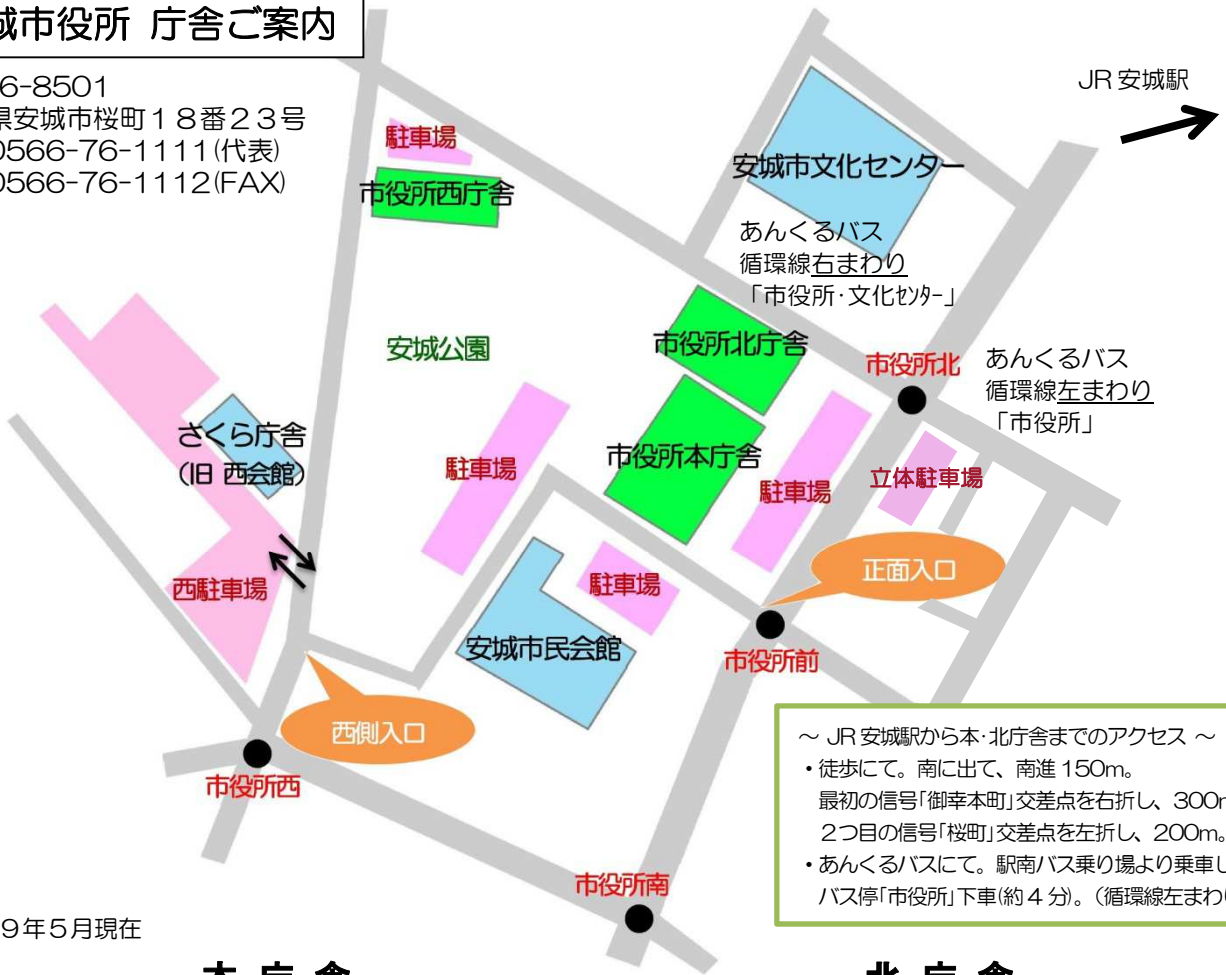 城市役所 庁舎ご案内
6-8501
県安城市桜町１８番２３号
0566-76-1111(代表)
0566-76-1112(FAX)
JR 安城駅
駐車場
市役所西庁舎
安城市文化センター
あんくるバス
循環線右まわり
「市役所・文化ｾﾝﾀｰ」
安城公園
市役所北庁舎
市役所北
あんくるバス
循環線左まわり
「市役所」
さくら庁舎
(旧 西会館)
駐車場
市役所本庁舎
駐車場
立体駐車場
西駐車場
駐車場
正面入口
安城市民会館
市役所前
西側入口
市役所西
市役所南
～ JR 安城駅から本・北庁舎までのアクセス ～
・徒歩にて。南に出て、南進 150m。
最初の信号｢御幸本町｣交差点を右折し、300m
２つ目の信号｢桜町｣交差点を左折し、200m。
・あんくるバスにて。駅南バス乗り場より乗車し
バス停｢市役所｣下車(約４分)。（循環線左まわ
９年５月現在
本 庁 舎
北 庁 舎